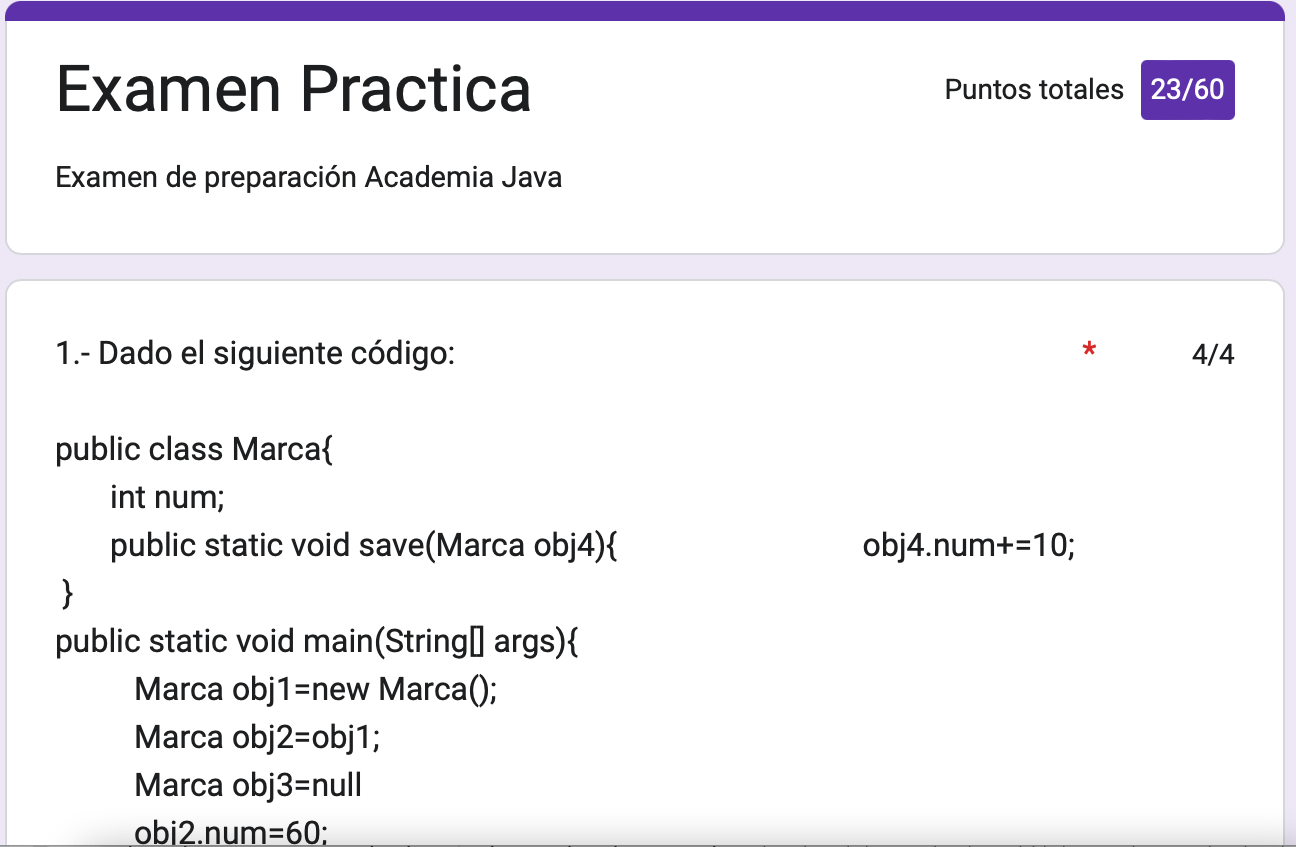 Examen Practica
Puntos totales 23/60
Examen de preparación Academia Java
1.- Dado el siguiente código: * 4/4
public class Marca{
int num;
public static void save(Marca obj4){ obj4.num+=10;
}
public static void main(String[] args){
Marca obj1=new Marca();
Marca obj2=obj1;
Marca obj3=null
obj2.num=60;